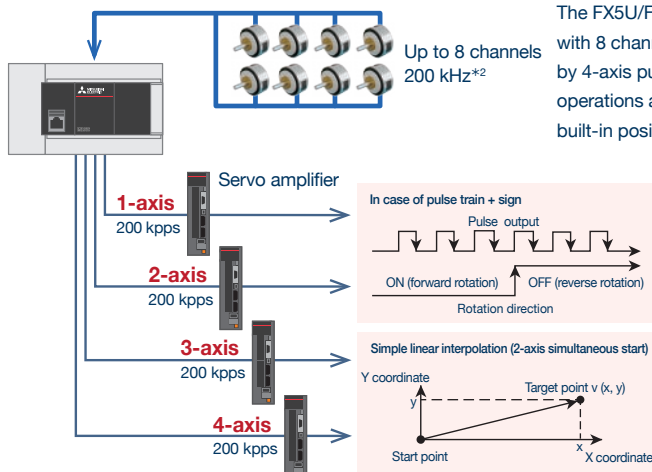 The FX5U/F
with 8 chann
by 4-axis pu
operations a
built-in posi
Up to 8 channels
200 kHz*2
MITSUBISHI
ELECTRIC
Servo amplifier
1-axis
200 kpps
2-axis
200 kpps
3-axis
200 kpps
4-axis
200 kpps
In case of pulse train + sign
Pulse output
ON (forward rotation) OFF (reverse rotation)
Rotation direction
Simple linear interpolation (2-axis simultaneous start)
Y coordinate
Target point v (x, y)
y
Start point
x
X coordinate